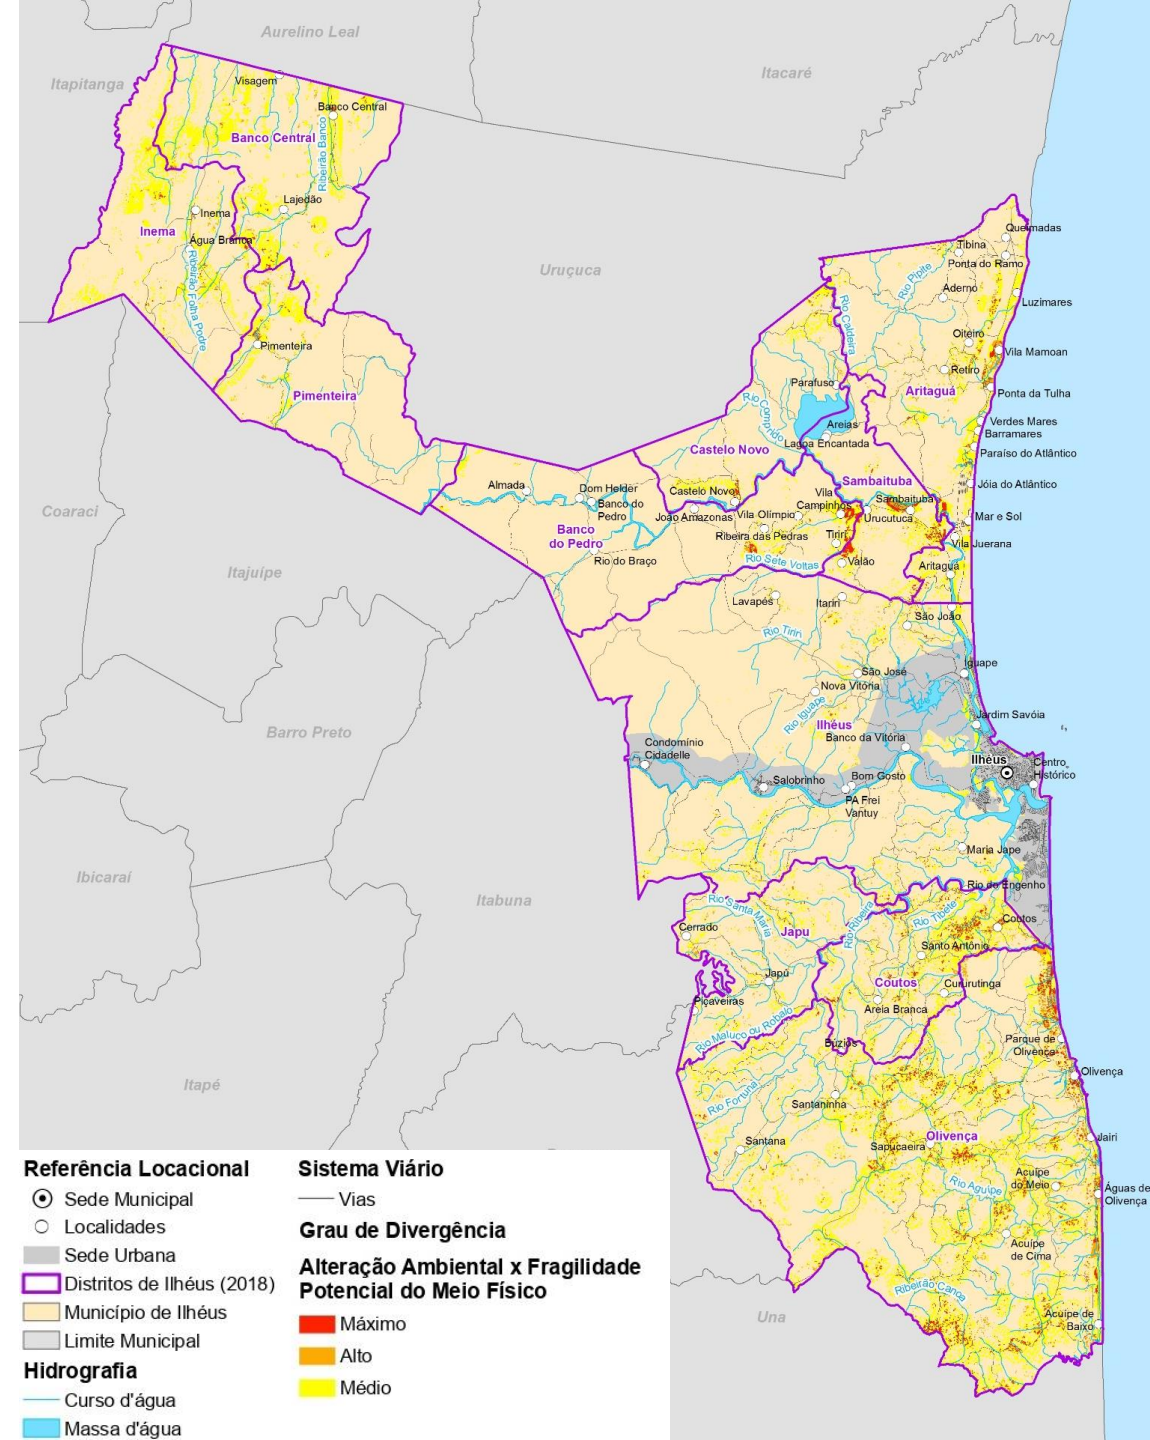 Aurelino Leal
Itapitanga
Itacaré
Visagem
Banco Central
Banco Central
Ribeirão Banco
Lajedão
Inema
Inema
Água Branca
Ribeirão Folha Podre
Uruçuca
Queimadas
Tibina
Ponta do Ramo
Rio Pipite
Aderno
Luzimares
Rio Caldeira
Oiteiro
Vila Mamoan
Pimenteira
Retiro
Parafuso
Aritaguá
Ponta da Tulha
Pimenteira
Rio Comprido
Areias
Verdes Mares
Barramares
Lagoa Encantada
Castelo Novo
Paraíso do Atlântico
Sambaituba
Almada
Dom Helder
Castelo Novo
Vila
Campinhos
Sambaituba
Jóia do Atlântico
Banco do
Pedro
João Amazonas
Vila Olímpio
Urucutuca
Mar e Sol
Coaraci
Banco
do Pedro
Ribeira das Pedras
Tiriri
Vila Juerana
Rio do Braço
Rio Sete Voltas
Valão
Aritaguá
Itajuípe
Lavapés
Itariri
São João
Rio Tiriri
Iguape
São José
Nova Vitória
Rio Iguape
Ilhéus
Jardim Savóia
Barro Preto
Condomínio
Cidadelle
Banco da Vitória
Ilhéus
Centro
Histórico
Salobrinho
Bom Gosto
PA Frei
Vantuy
Maria Jape
Ibicaraí
Itabuna
Rio do Engenho
Rio Santa Maria
Rio Ribeira
Rio Tibete
Cerrado
Japu
Coutos
Santo Antônio
Japú
Coutos
Cururutinga
Piçaveiras
Areia Branca
Rio Maluco ou Robalo
Búzios
Parque de
Olivença
Olivença
Itapé
Rio Fortuna
Santaninha
Santana
Sapucaeira
Olivença
Jairi
Acuípe
do Meio
Rio Aguípe
Águas de
Olivença
Acuípe
de Cima
Ribeirão Canoa
Acuípe de
Baixo
Una
Referência Locacional
Sede Municipal
Localidades
Sede Urbana
Distritos de Ilhéus (2018)
Município de Ilhéus
Limite Municipal
Hidrografia
Curso d'água
Massa d'água
Sistema Viário
Vias
Grau de Divergência
Alteração Ambiental x Fragilidade
Potencial do Meio Físico
Máximo
Alto
Médio